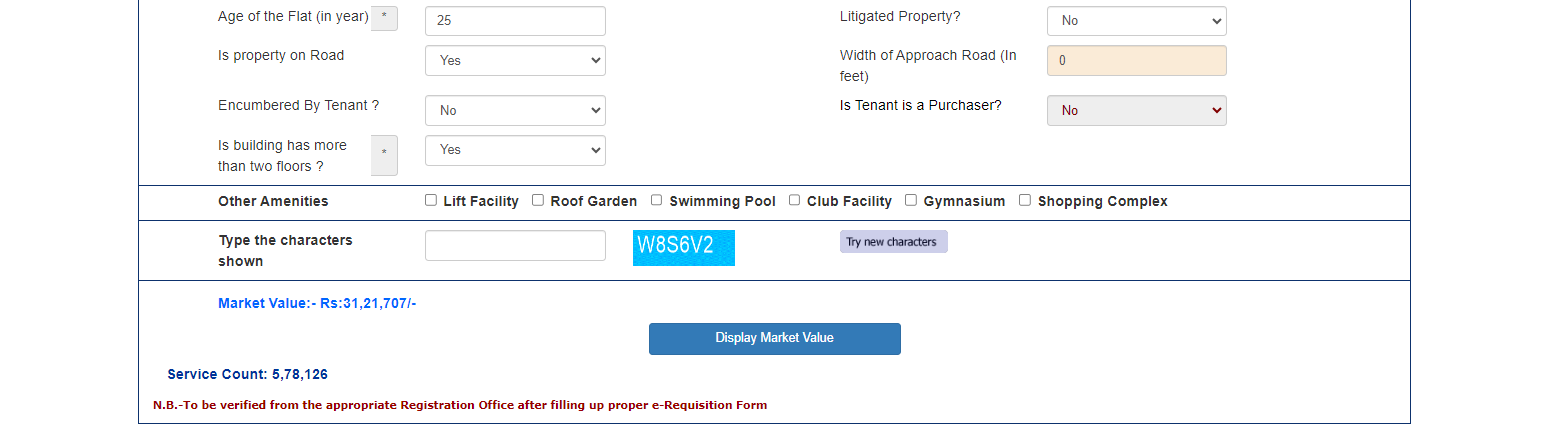 Age of the Flat (in year) * 25 Litigated Property? No
Is property on Road Yes Width of Approach Road (In feet) 0
Encumbered By Tenant ? No Is Tenant is a Purchaser? No
Is building has more than two floors ? * Yes
Other Amenities Lift Facility Roof Garden Swimming Pool Club Facility Gymnasium Shopping Complex
Type the characters shown W8S6V2 Try new characters
Market Value:- Rs:31,21,707/-
Display Market Value
Service Count: 5,78,126
N.B.-To be verified from the appropriate Registration Office after filling up proper e-Requisition Form